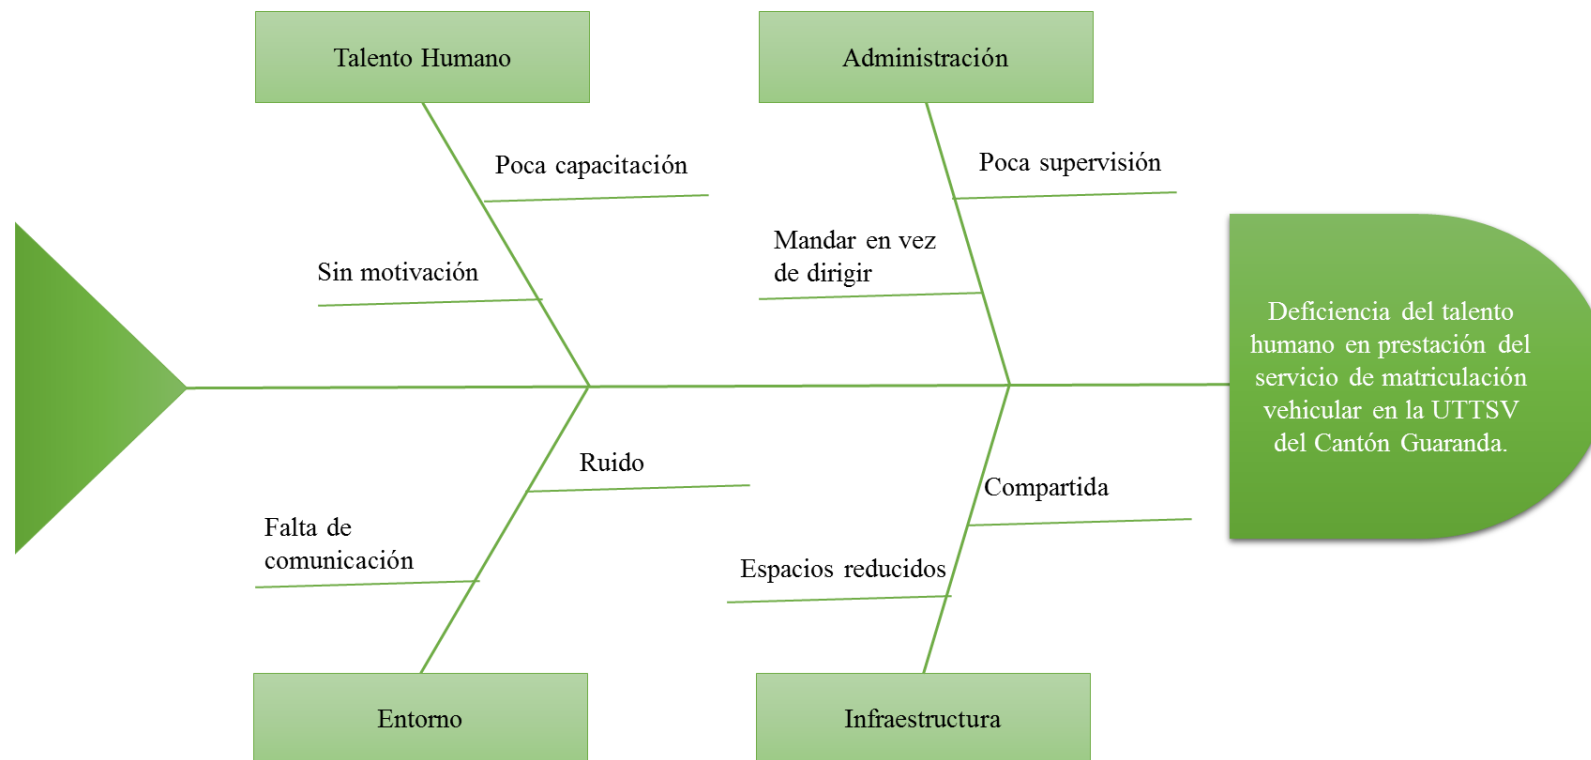 Talento Humano
Administración
Poca capacitación
Poca supervisión
Sin motivación
Mandar en vez
de dirigir
Deficiencia del talento
humano en prestación del
servicio de matriculación
vehicular en la UTTSV
del Cantón Guaranda.
Ruido
Compartida
Falta de
comunicación
Espacios reducidos
Entorno
Infraestructura